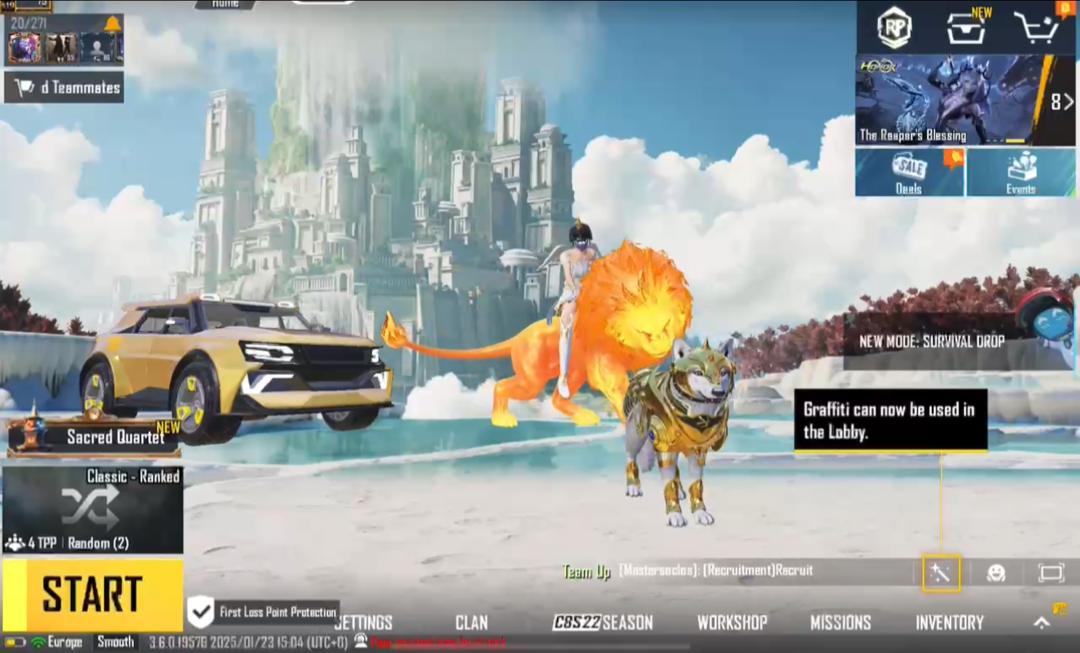 Home
20/271
d Teammates
RP
NEW
HONOR
The Reaper's Blessing
8
SALE
Deals
Events
NEW MODE: SURVIVAL DROP
Graffiti can now be used in
the Lobby.
NEW
Sacred Quartet
Classic - Ranked
4 TPP | Random (2)
START
First Loss Point Protection
Team Up [Mastersocles]: [Recruitment]Recruit
SETTINGS
CLAN
C8S22 SEASON
WORKSHOP
MISSIONS
INVENTORY
Europe
Smooth
3.6.0.19576 2025/01/23 15:04 (UTC+0)